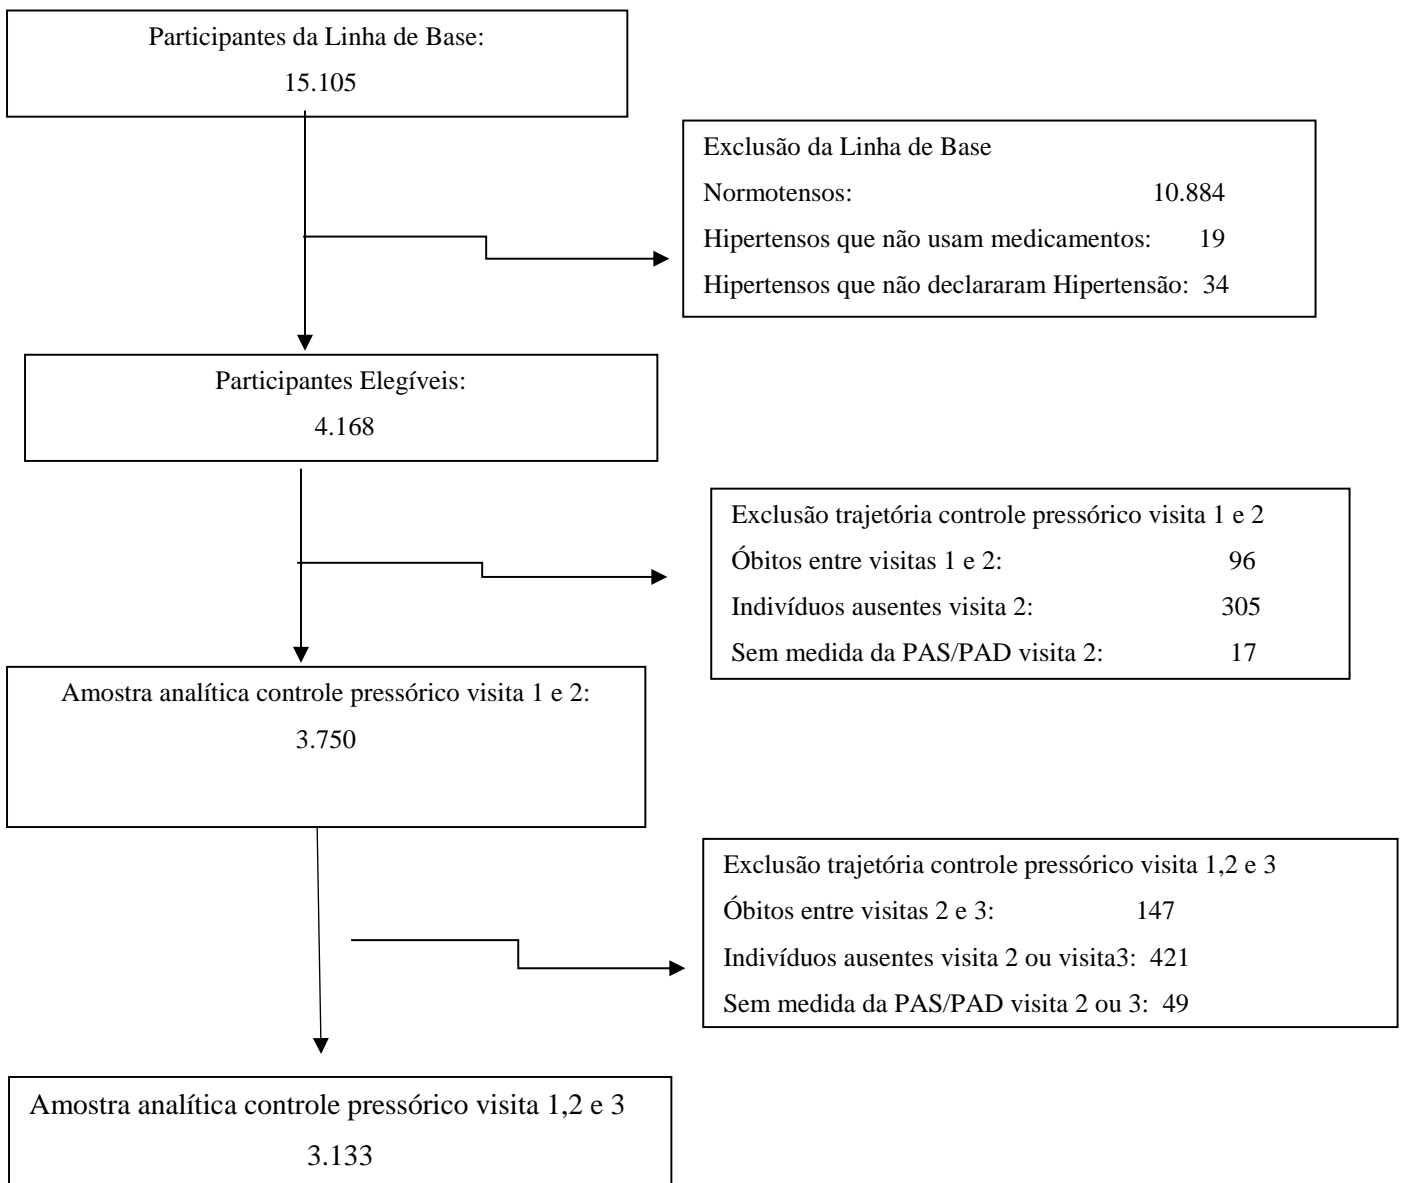 Participantes da Linha de Base:
15.105
Exclusão da Linha de Base
Normotensos: 10.884
Hipertensos que não usam medicamentos: 19
Hipertensos que não declararam Hipertensão: 34
Participantes Elegíveis:
4.168
Exclusão trajetória controle pressórico visita 1 e 2
Óbitos entre visitas 1 e 2: 96
Indivíduos ausentes visita 2: 305
Sem medida da PAS/PAD visita 2: 17
Amostra analítica controle pressórico visita 1 e 2:
3.750
Exclusão trajetória controle pressórico visita 1,2 e 3
Óbitos entre visitas 2 e 3: 147
Indivíduos ausentes visita 2 ou visita3: 421
Sem medida da PAS/PAD visita 2 ou 3: 49
Amostra analítica controle pressórico visita 1,2 e 3
3.133